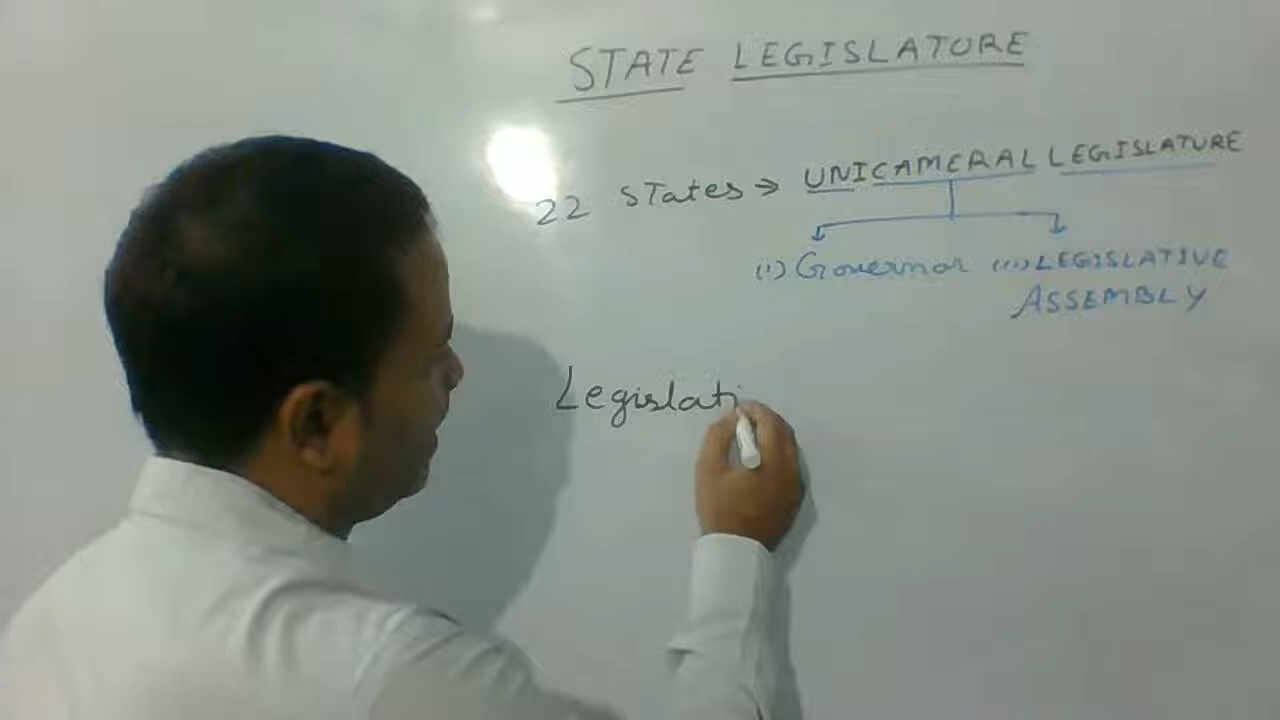 STATE LEGISLATURE
22 STates → UNICAMERAL LEGISLATURE
(i) Governor (ii) LEGISLATIVE
ASSEMBLY
Legislati